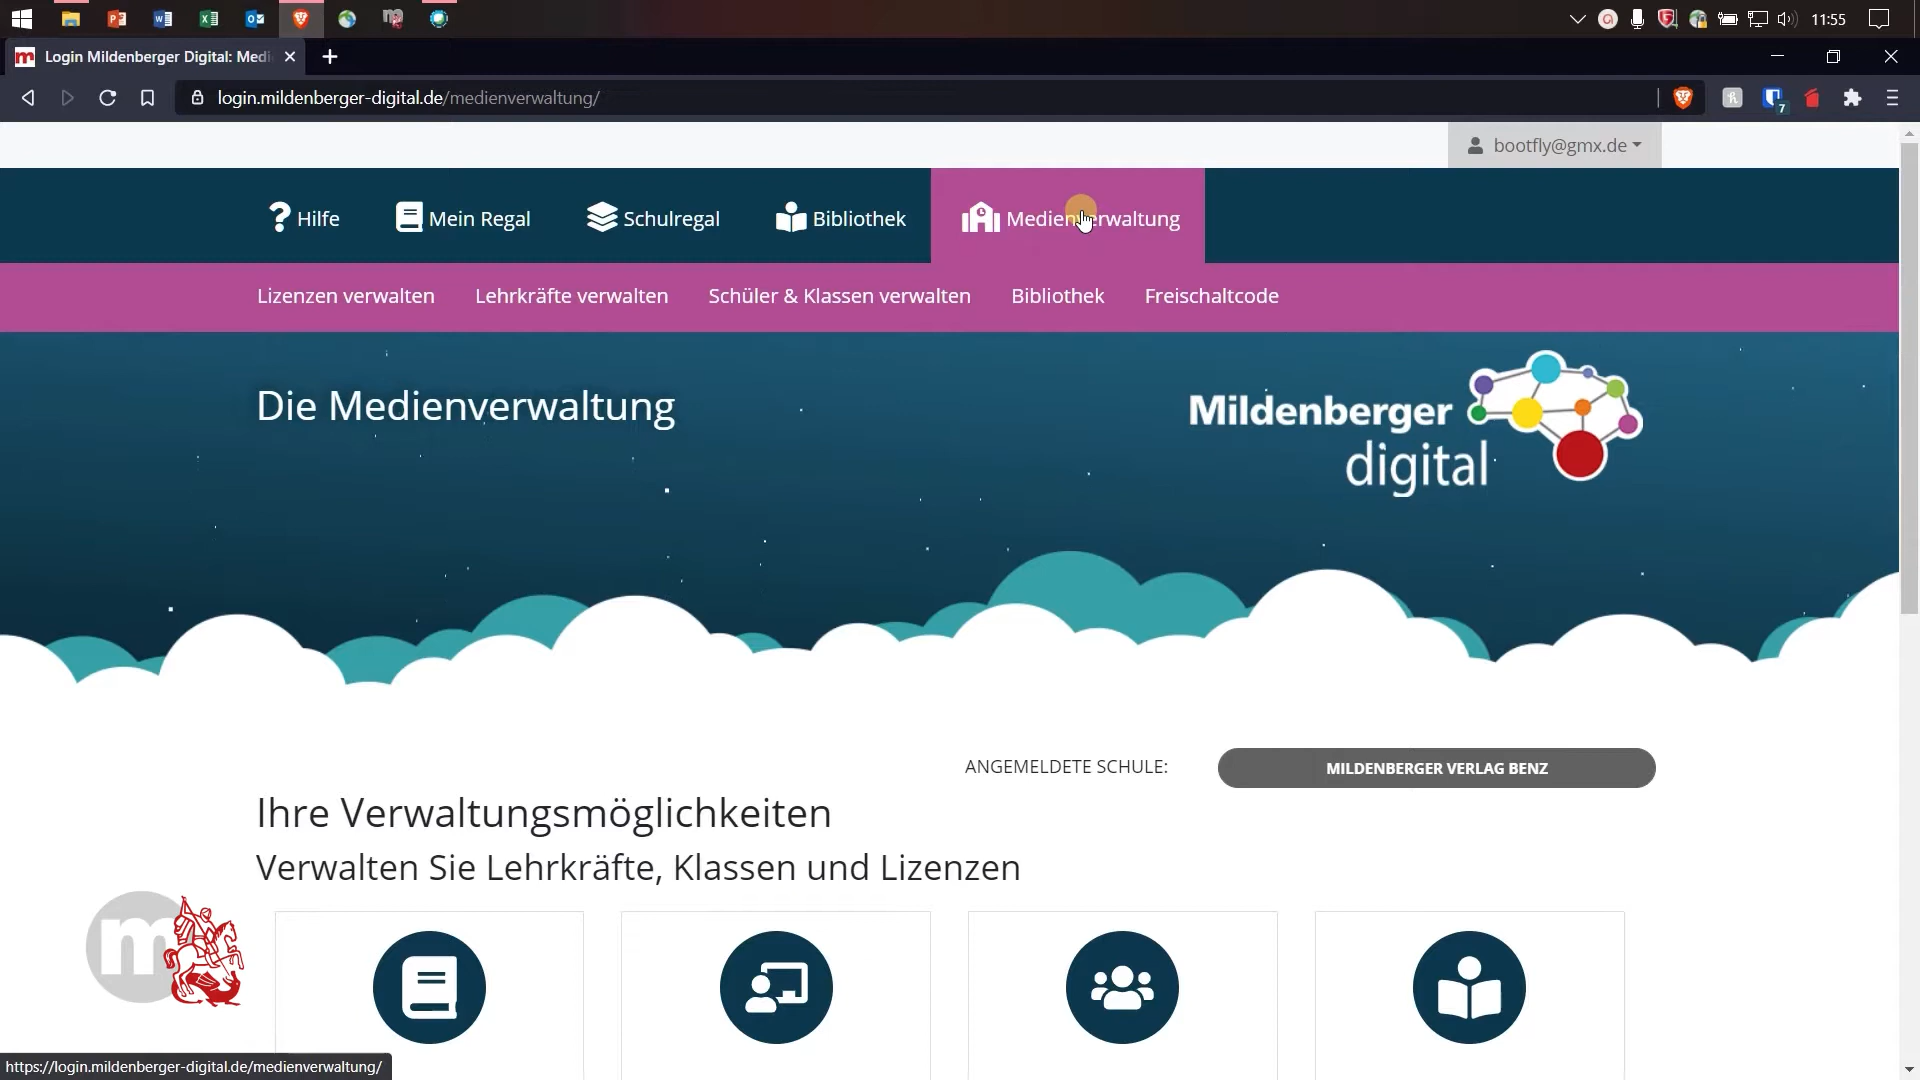 11:55
Login Mildenberger Digital: Medi
login.mildenberger-digital.de/medienverwaltung/
7
bootfly@gmx.de
Hilfe
Mein Regal
Schulregal
Bibliothek
Medienverwaltung
Lizenzen verwalten
Lehrkräfte verwalten
Schüler & Klassen verwalten
Bibliothek
Freischaltcode
Die Medienverwaltung
Mildenberger
digital
ANGEMELDETE SCHULE:
MILDENBERGER VERLAG BENZ
Ihre Verwaltungsmöglichkeiten
Verwalten Sie Lehrkräfte, Klassen und Lizenzen
m
https://login.mildenberger-digital.de/medienverwaltung/